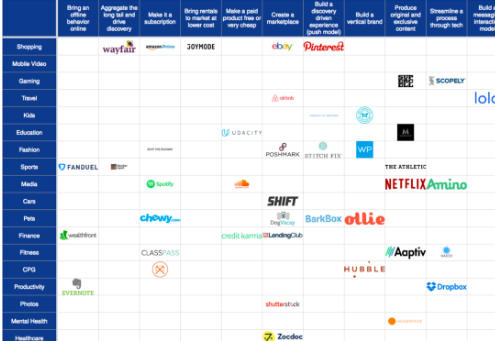 Bring an offline behavior online
Aggregate the long tail and drive discovery
Make it a subscription
Bring rentals to market at lower cost
Make a paid product free or very cheap
Create a marketplace
Build a discovery driven experience (push model)
Build a vertical brand
Produce original and exclusive content
Streamline a process through tech
Build a
Shopping
wayfair
JOYMODE
ebay
Pinterest
Mobile Video
Gaming
SCOPELY
Travel
airbnb
lolo
Kids
Education
UDACITY
M
Fashion
POSHMARK
STITCH FIX
WP
Sports
FANDUEL
THE ATHLETIC
Media
Spotify
SOUNDCLOUD
NETFLIX
Amino
Cars
SHIFT
Pets
chewy.com
DogVacay
BarkBox
ollie
Finance
wealthfront
credit karma
LendingClub
Fitness
CLASSPASS
Aaptiv
CPG
HUBBLE
Productivity
EVERNOTE
Dropbox
Photos
shutterstock
Mental Health
Healthcare
Zocdoc